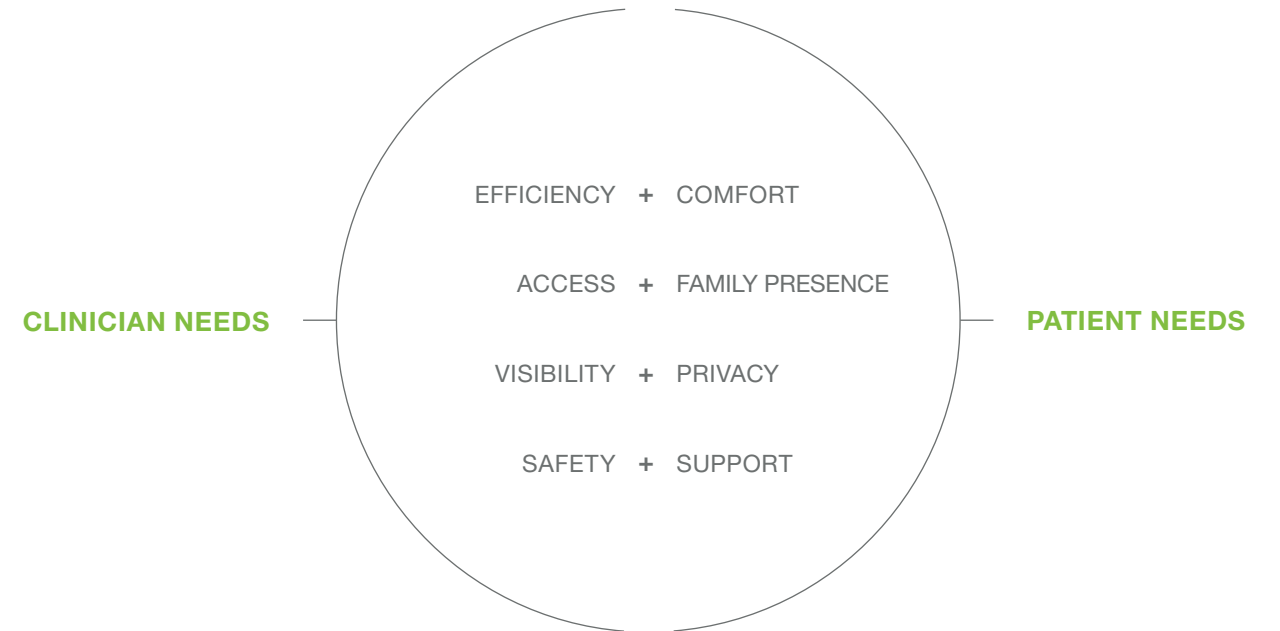 EFFICIENCY + COMFORT
ACCESS + FAMILY PRESENCE
CLINICIAN NEEDS
PATIENT NEEDS
VISIBILITY + PRIVACY
SAFETY + SUPPORT